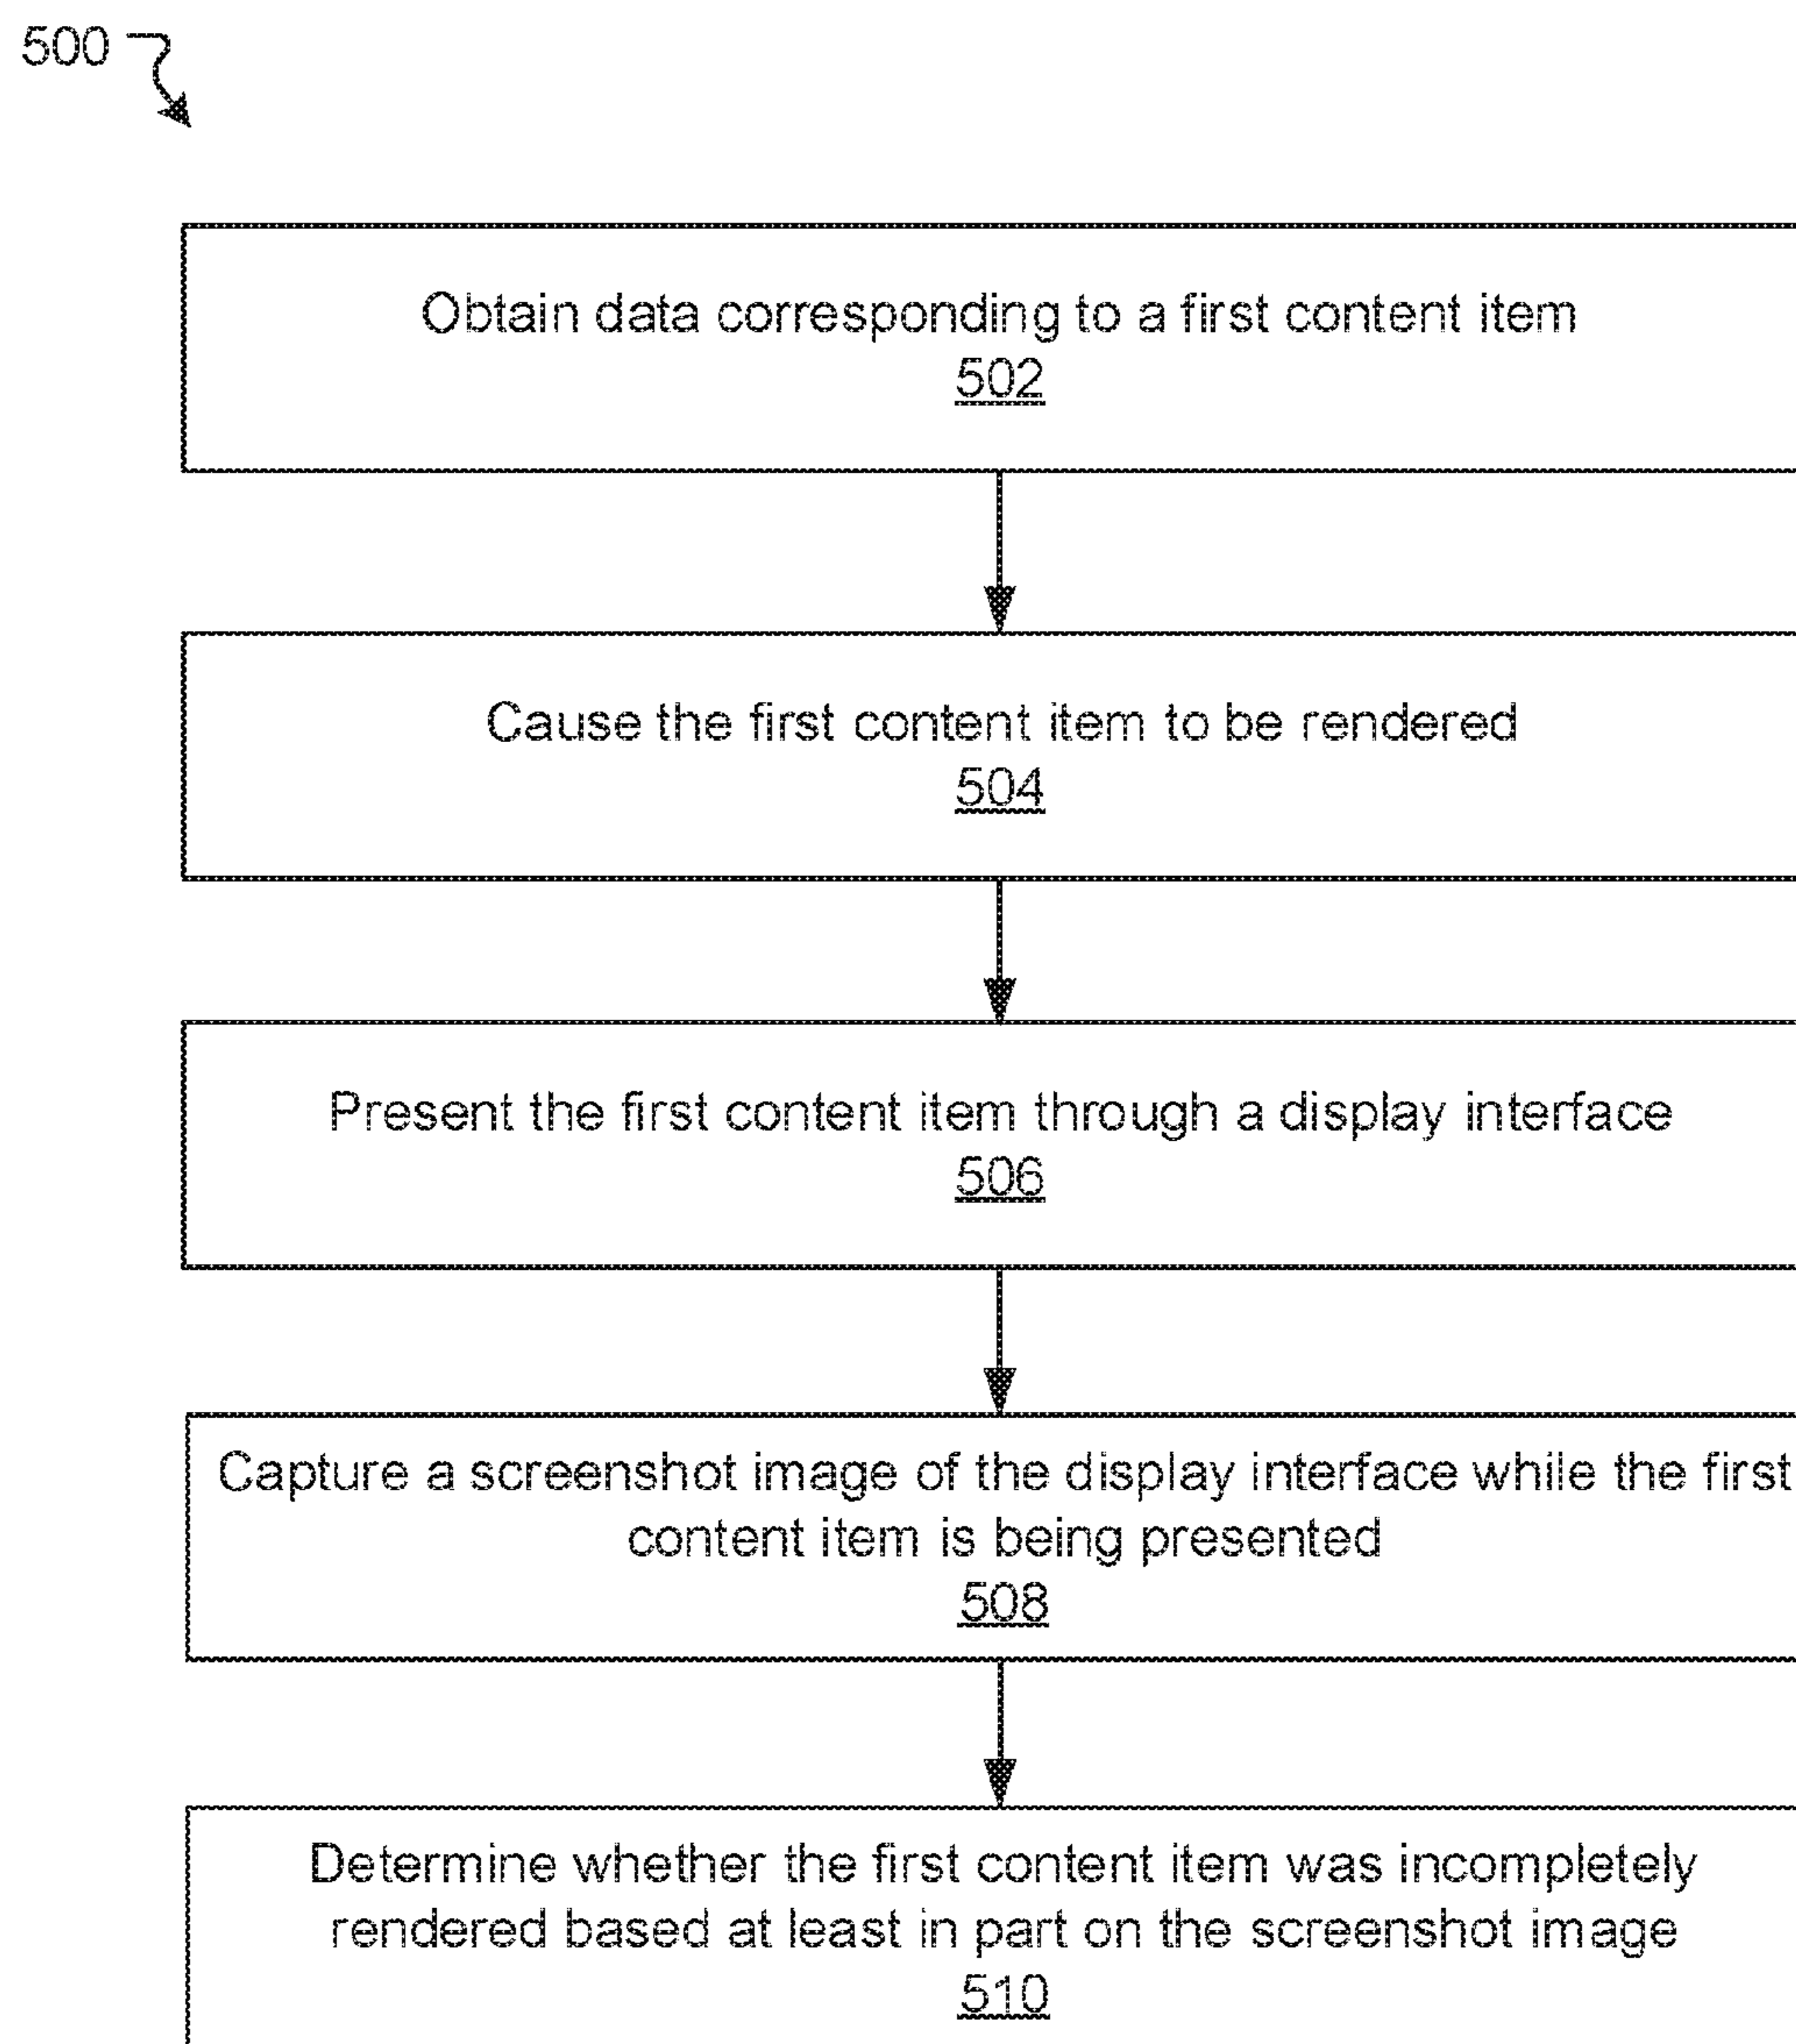 500
Obtain data corresponding to a first content item
502
Cause the first content item to be rendered
504
Present the first content item through a display interface
506
Capture a screenshot image of the display interface while the first
content item is being presented
508
Determine whether the first content item was incompletely
rendered based at least in part on the screenshot image
510